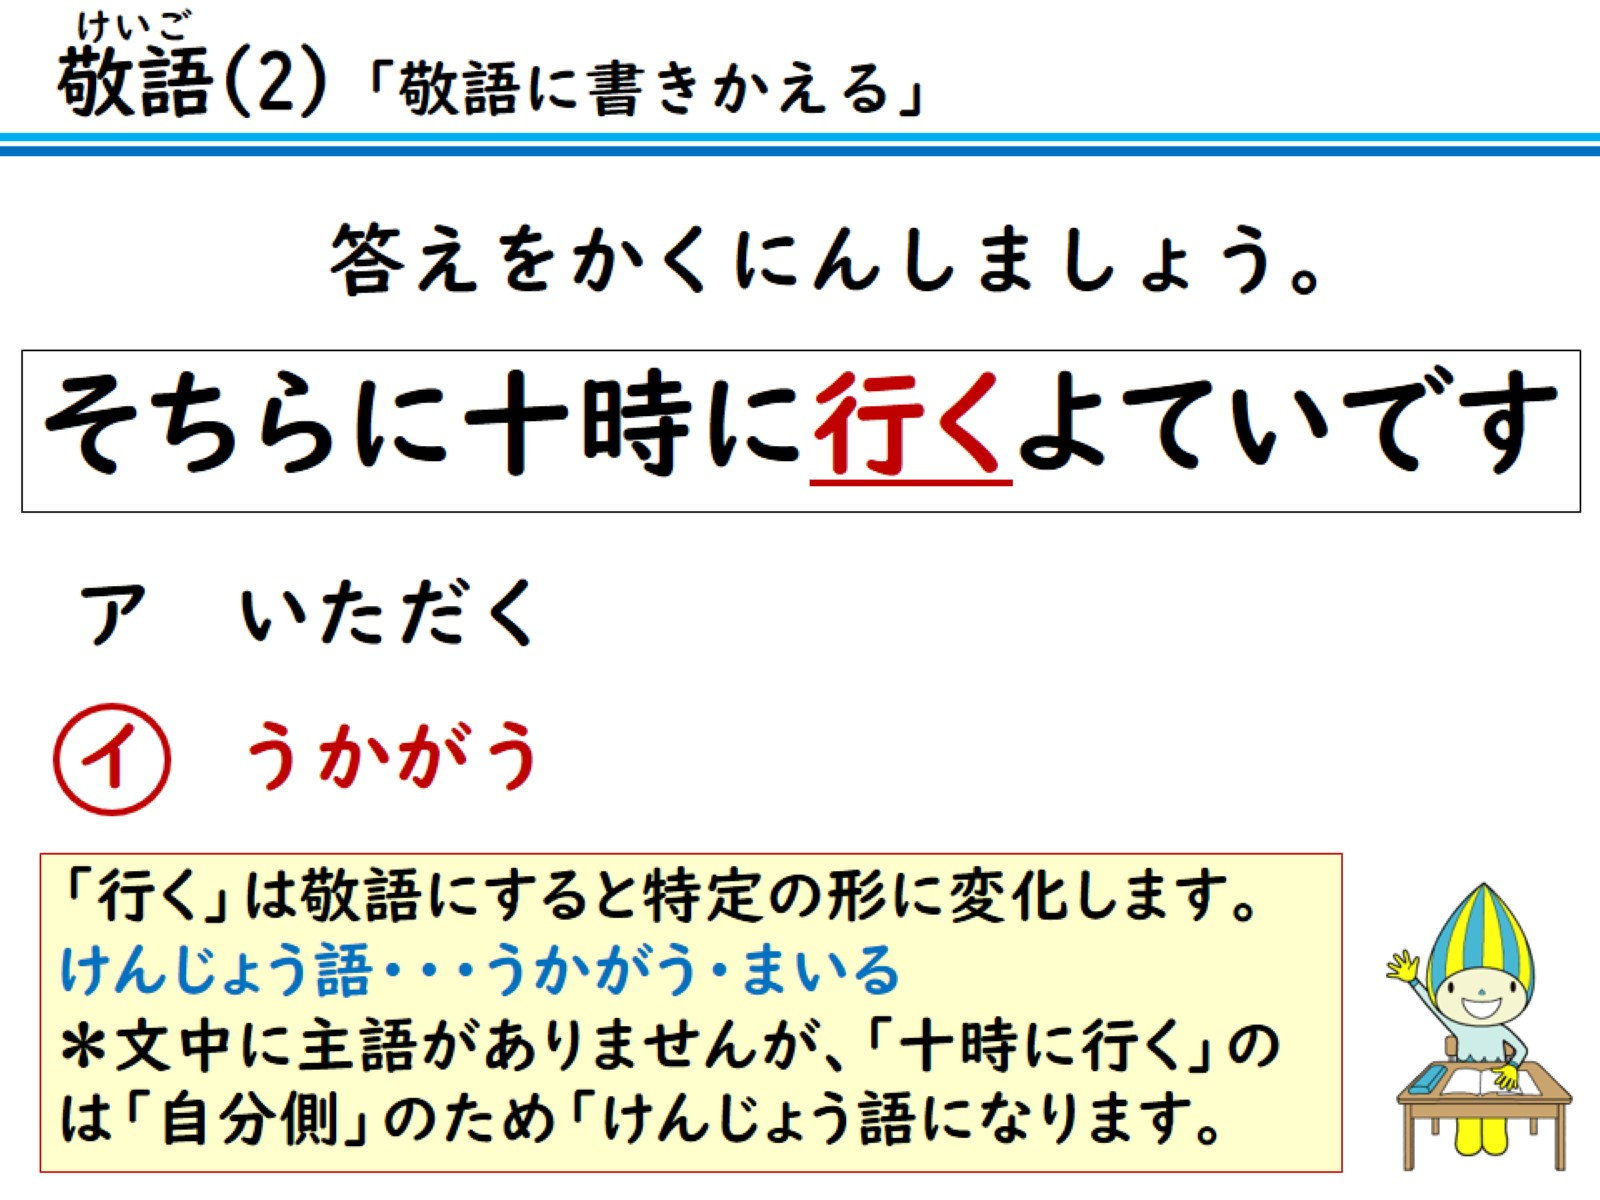 けいご
敬語(2)「敬語に書きかえる」
答えをかくにんしましょう。
そちらに十時に行くよていです
ア いただく
イ うかがう
「行く」は敬語にすると特定の形に変化します。
けんじょう語・・・うかがう・まいる
＊文中に主語がありませんが、「十時に行く」の
は「自分側」のため「けんじょう語になります。